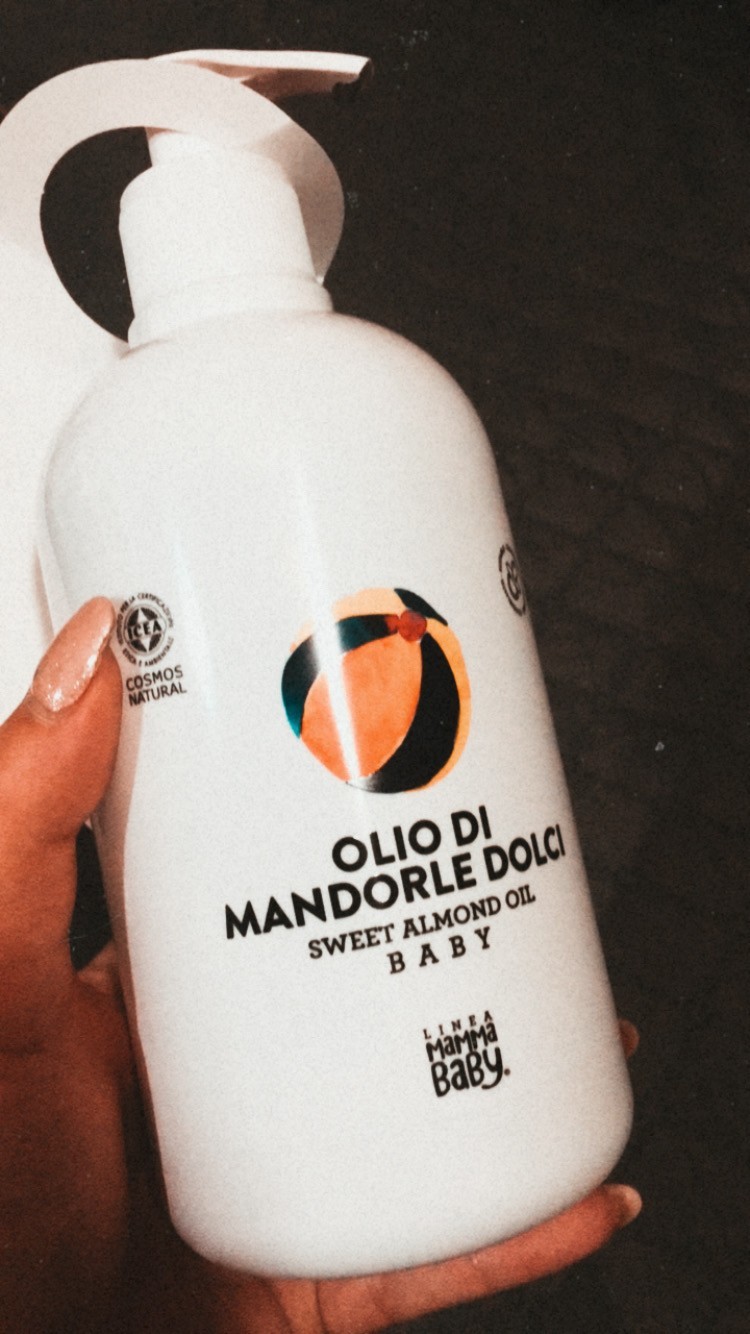 ICEA
COSMOS
NATURAL
OLIO DI
MANDORLE DOLCI
SWEET ALMOND OIL
BABY
LINEA
MAMMA
BABY.